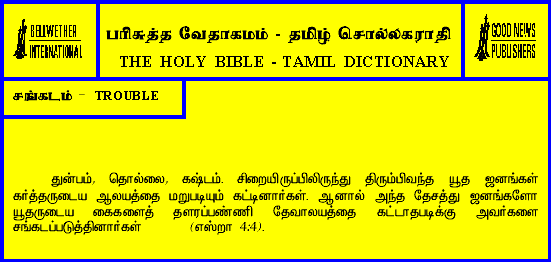 BELLWETHER
INTERNATIONAL
பரிசுத்த வேதாகமம் - தமிழ் சொல்லகராதி
THE HOLY BIBLE - TAMIL DICTIONARY
GOOD NEWS
PUBLISHERS
சங்கடம் - TROUBLE
துன்பம், தொல்லை, கஷ்டம். சிறையிருப்பிலிருந்து திரும்பிவந்த யூத ஜனங்கள்
கர்த்தருடைய ஆலயத்தை மறுபடியும் கட்டினார்கள். ஆனால் அந்த தேசத்து ஜனங்களோ
யூதருடைய கைகளைத் தளரப்பண்ணி தேவாலயத்தை கட்டாதபடிக்கு அவர்களை
சங்கடப்படுத்தினார்கள் (எஸ்றா 4:4).